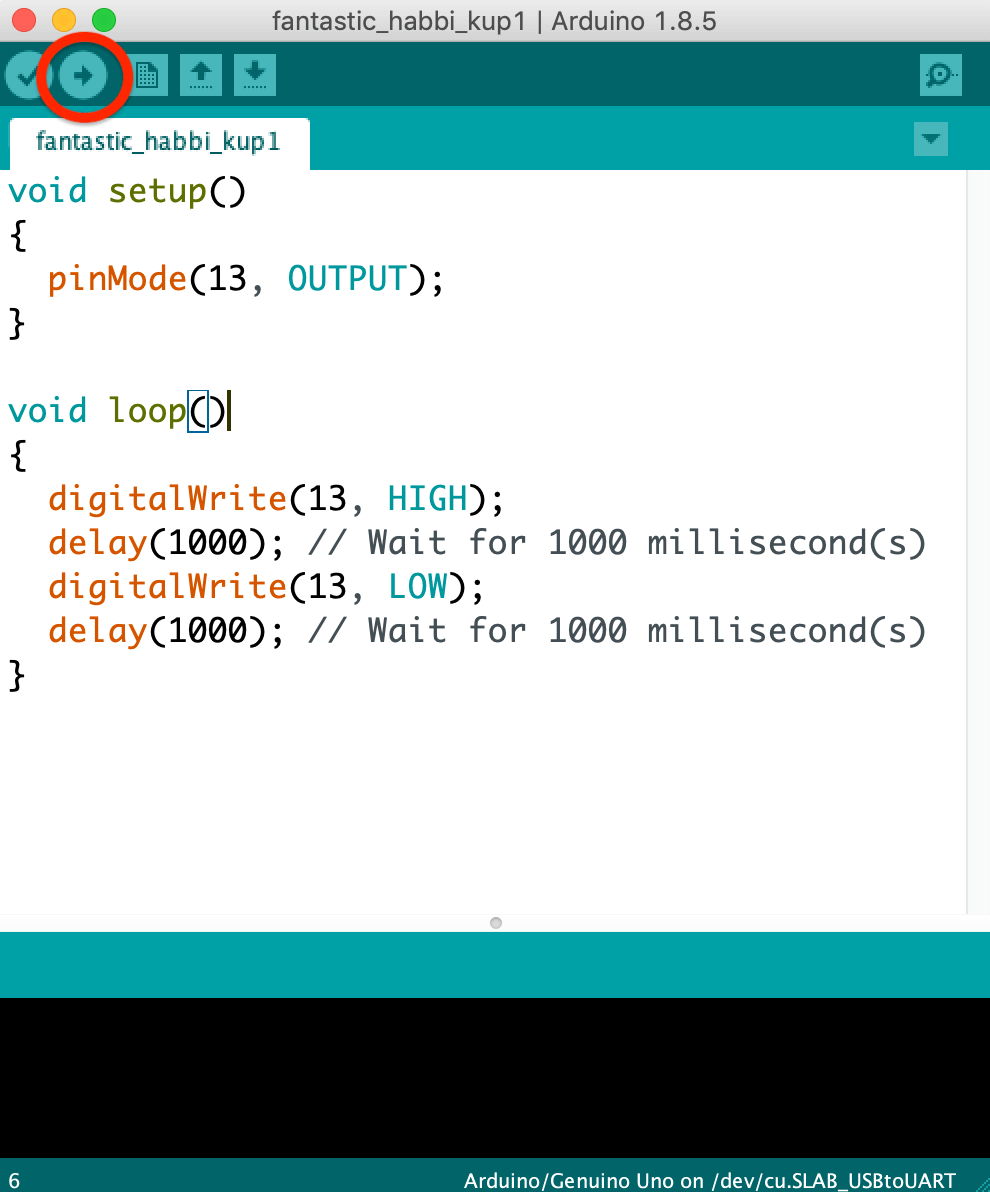 fantastic_habbi_kup1 | Arduino 1.8.5
fantastic_habbi_kup1
void setup()
{
  pinMode(13, OUTPUT);
}

void loop()
{
  digitalWrite(13, HIGH);
  delay(1000); // Wait for 1000 millisecond(s)
  digitalWrite(13, LOW);
  delay(1000); // Wait for 1000 millisecond(s)
}
6
Arduino/Genuino Uno on /dev/cu.SLAB_USBtoUART